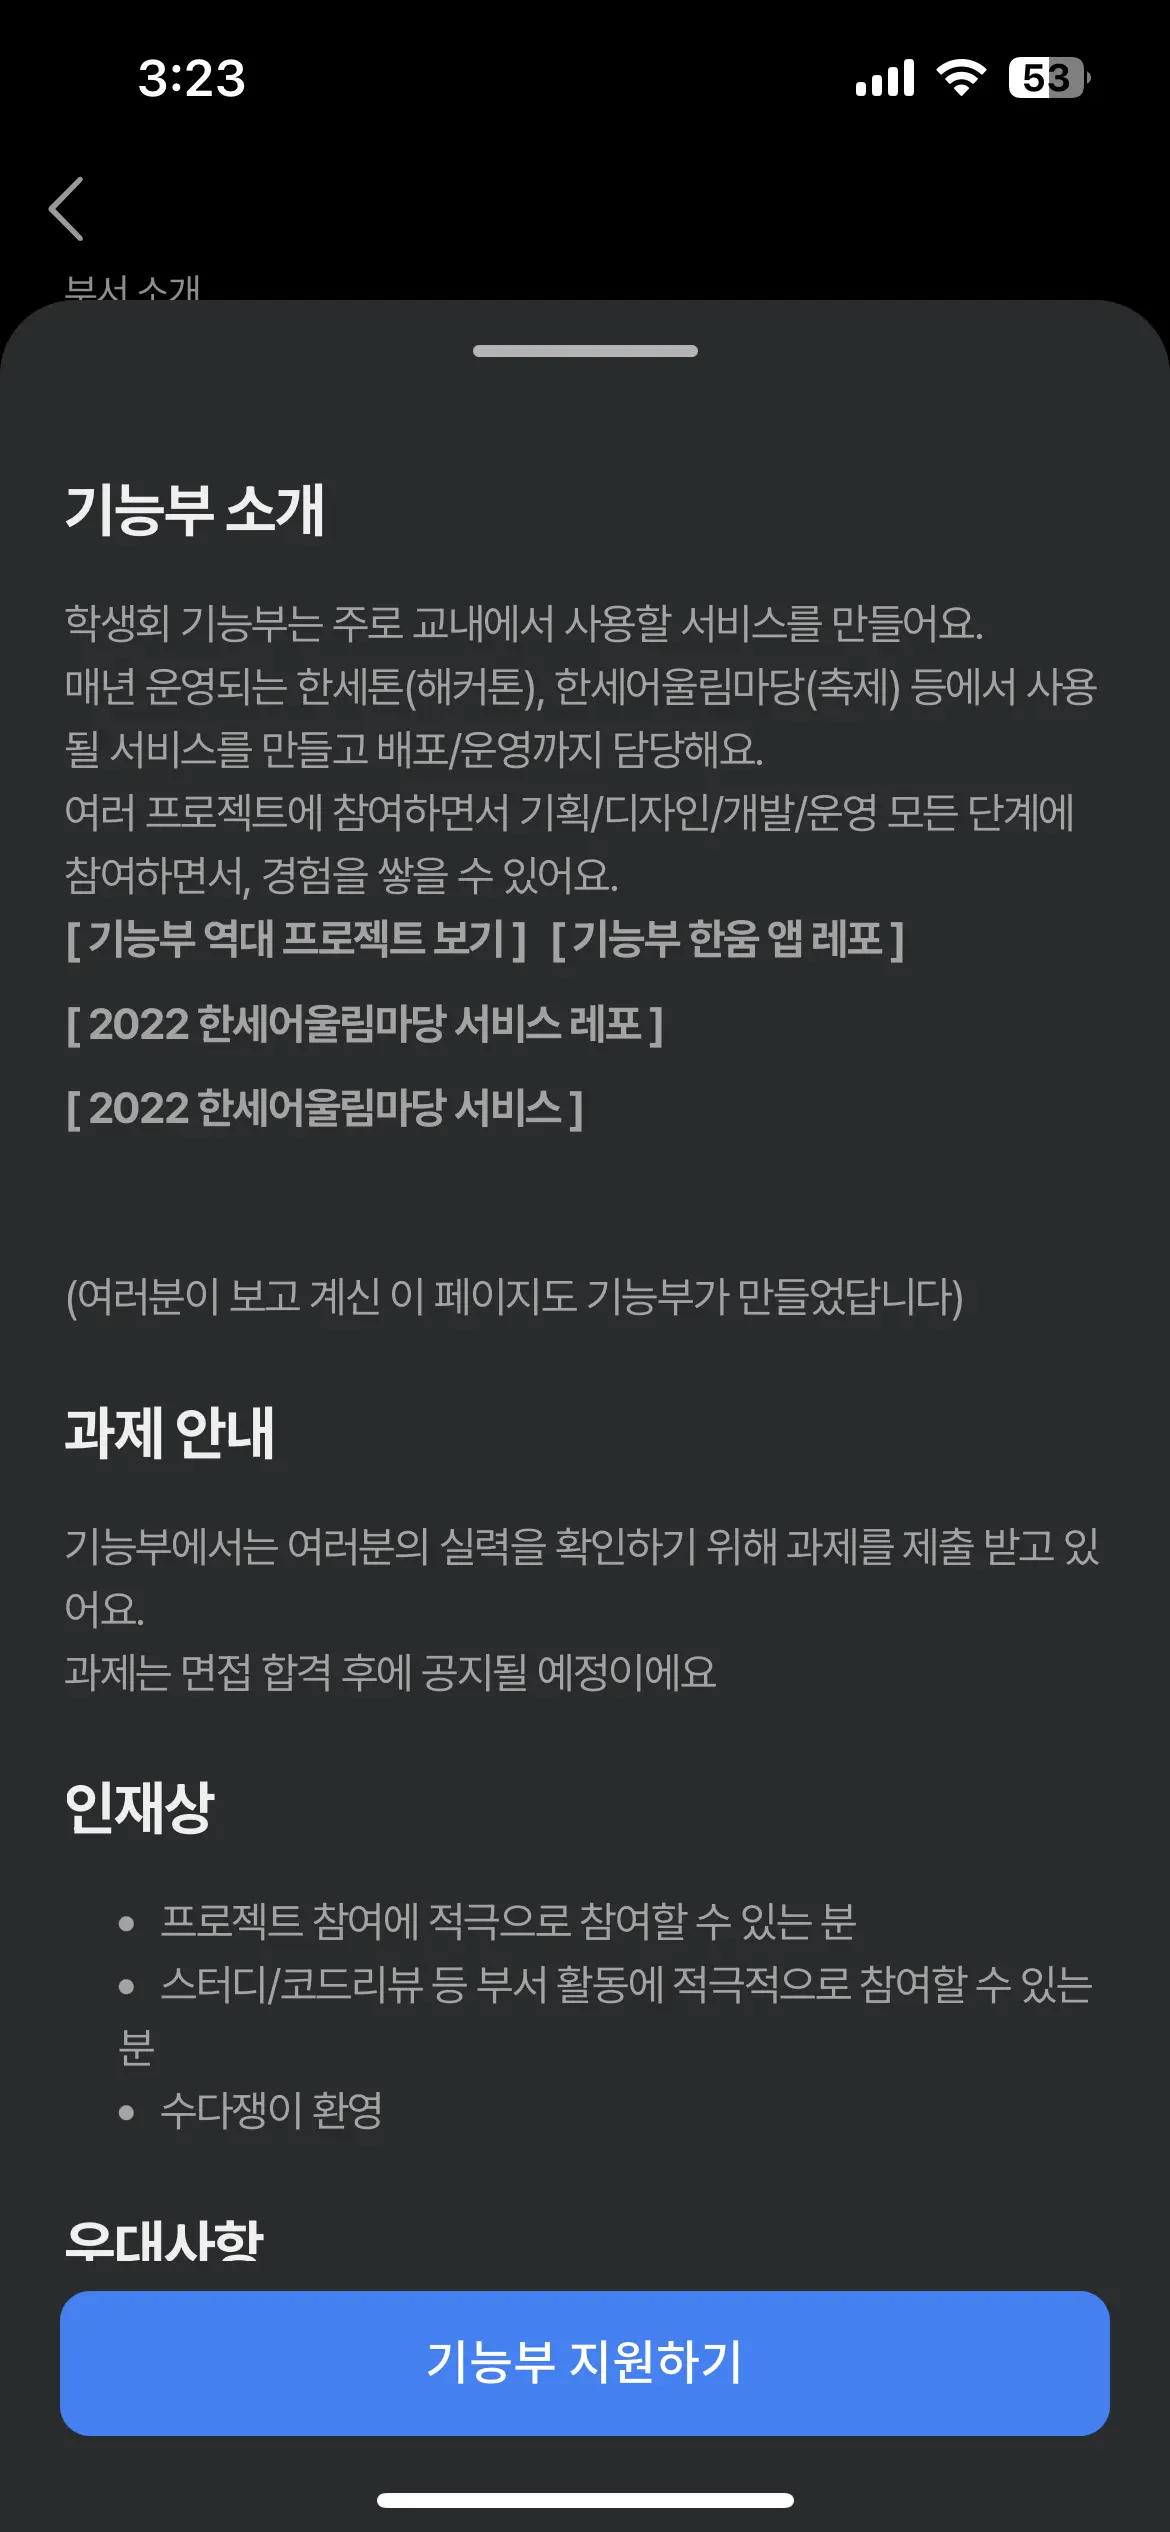 3:23
53
부서 소개
기능부 소개
학생회 기능부는 주로 교내에서 사용할 서비스를 만들어요.
매년 운영되는 한세톤(해커톤), 한세어울림마당(축제) 등에서 사용
될 서비스를 만들고 배포/운영까지 담당해요.
여러 프로젝트에 참여하면서 기획/디자인/개발/운영 모든 단계에
참여하면서, 경험을 쌓을 수 있어요.
[ 기능부 역대 프로젝트 보기 ] [ 기능부 한움 앱 레포 ]
[ 2022 한세어울림마당 서비스 레포 ]
[ 2022 한세어울림마당 서비스 ]
(여러분이 보고 계신 이 페이지도 기능부가 만들었답니다)
과제 안내
기능부에서는 여러분의 실력을 확인하기 위해 과제를 제출 받고 있
어요.
과제는 면접 합격 후에 공지될 예정이에요
인재상
• 프로젝트 참여에 적극으로 참여할 수 있는 분
• 스터디/코드리뷰 등 부서 활동에 적극적으로 참여할 수 있는
분
• 수다쟁이 환영
우대사항
기능부 지원하기